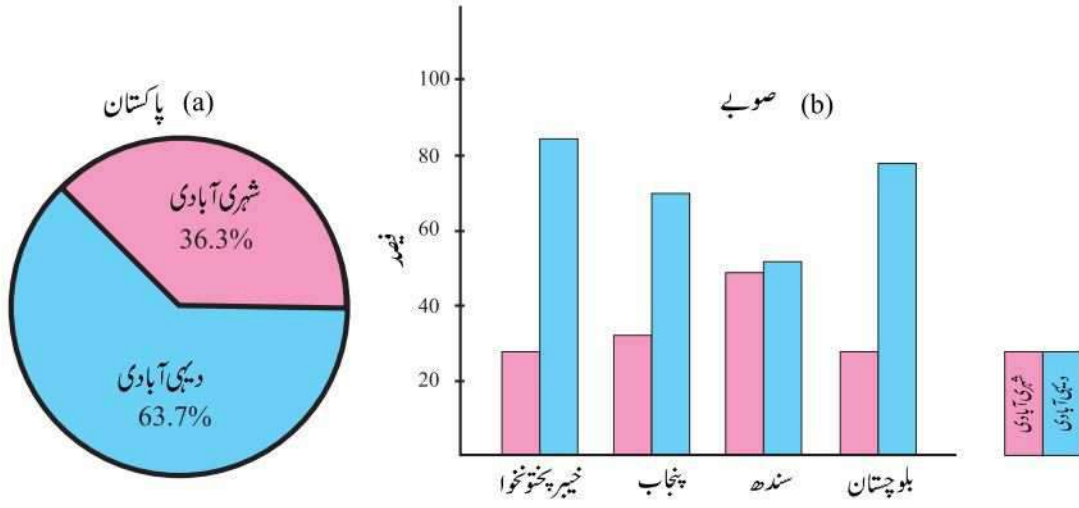 (a) پاکستان
شہری آبادی
36.3%
دیہی آبادی
63.7%
(b) صوبے
فیصد
100
80
60
40
20
خیبر پختونخوا
پنجاب
سندھ
بلوچستان
شہری آبادی
دیہی آبادی